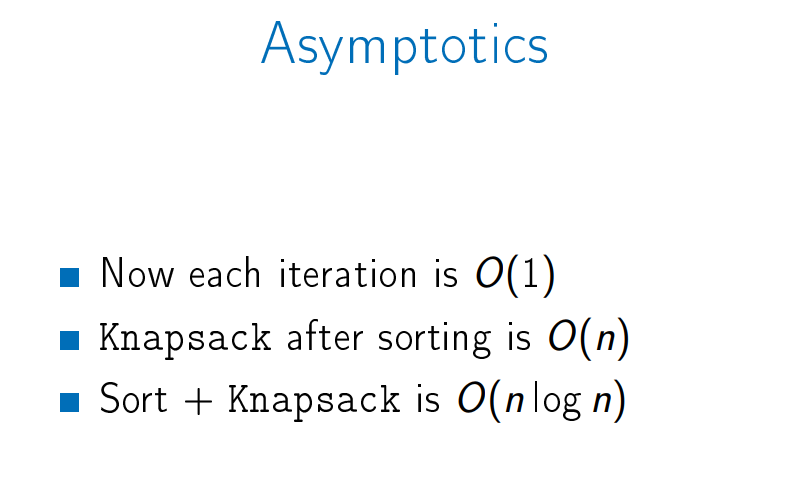 Asymptotics
Now each iteration is O(1)
Knapsack after sorting is O(n)
Sort + Knapsack is O(n log n)